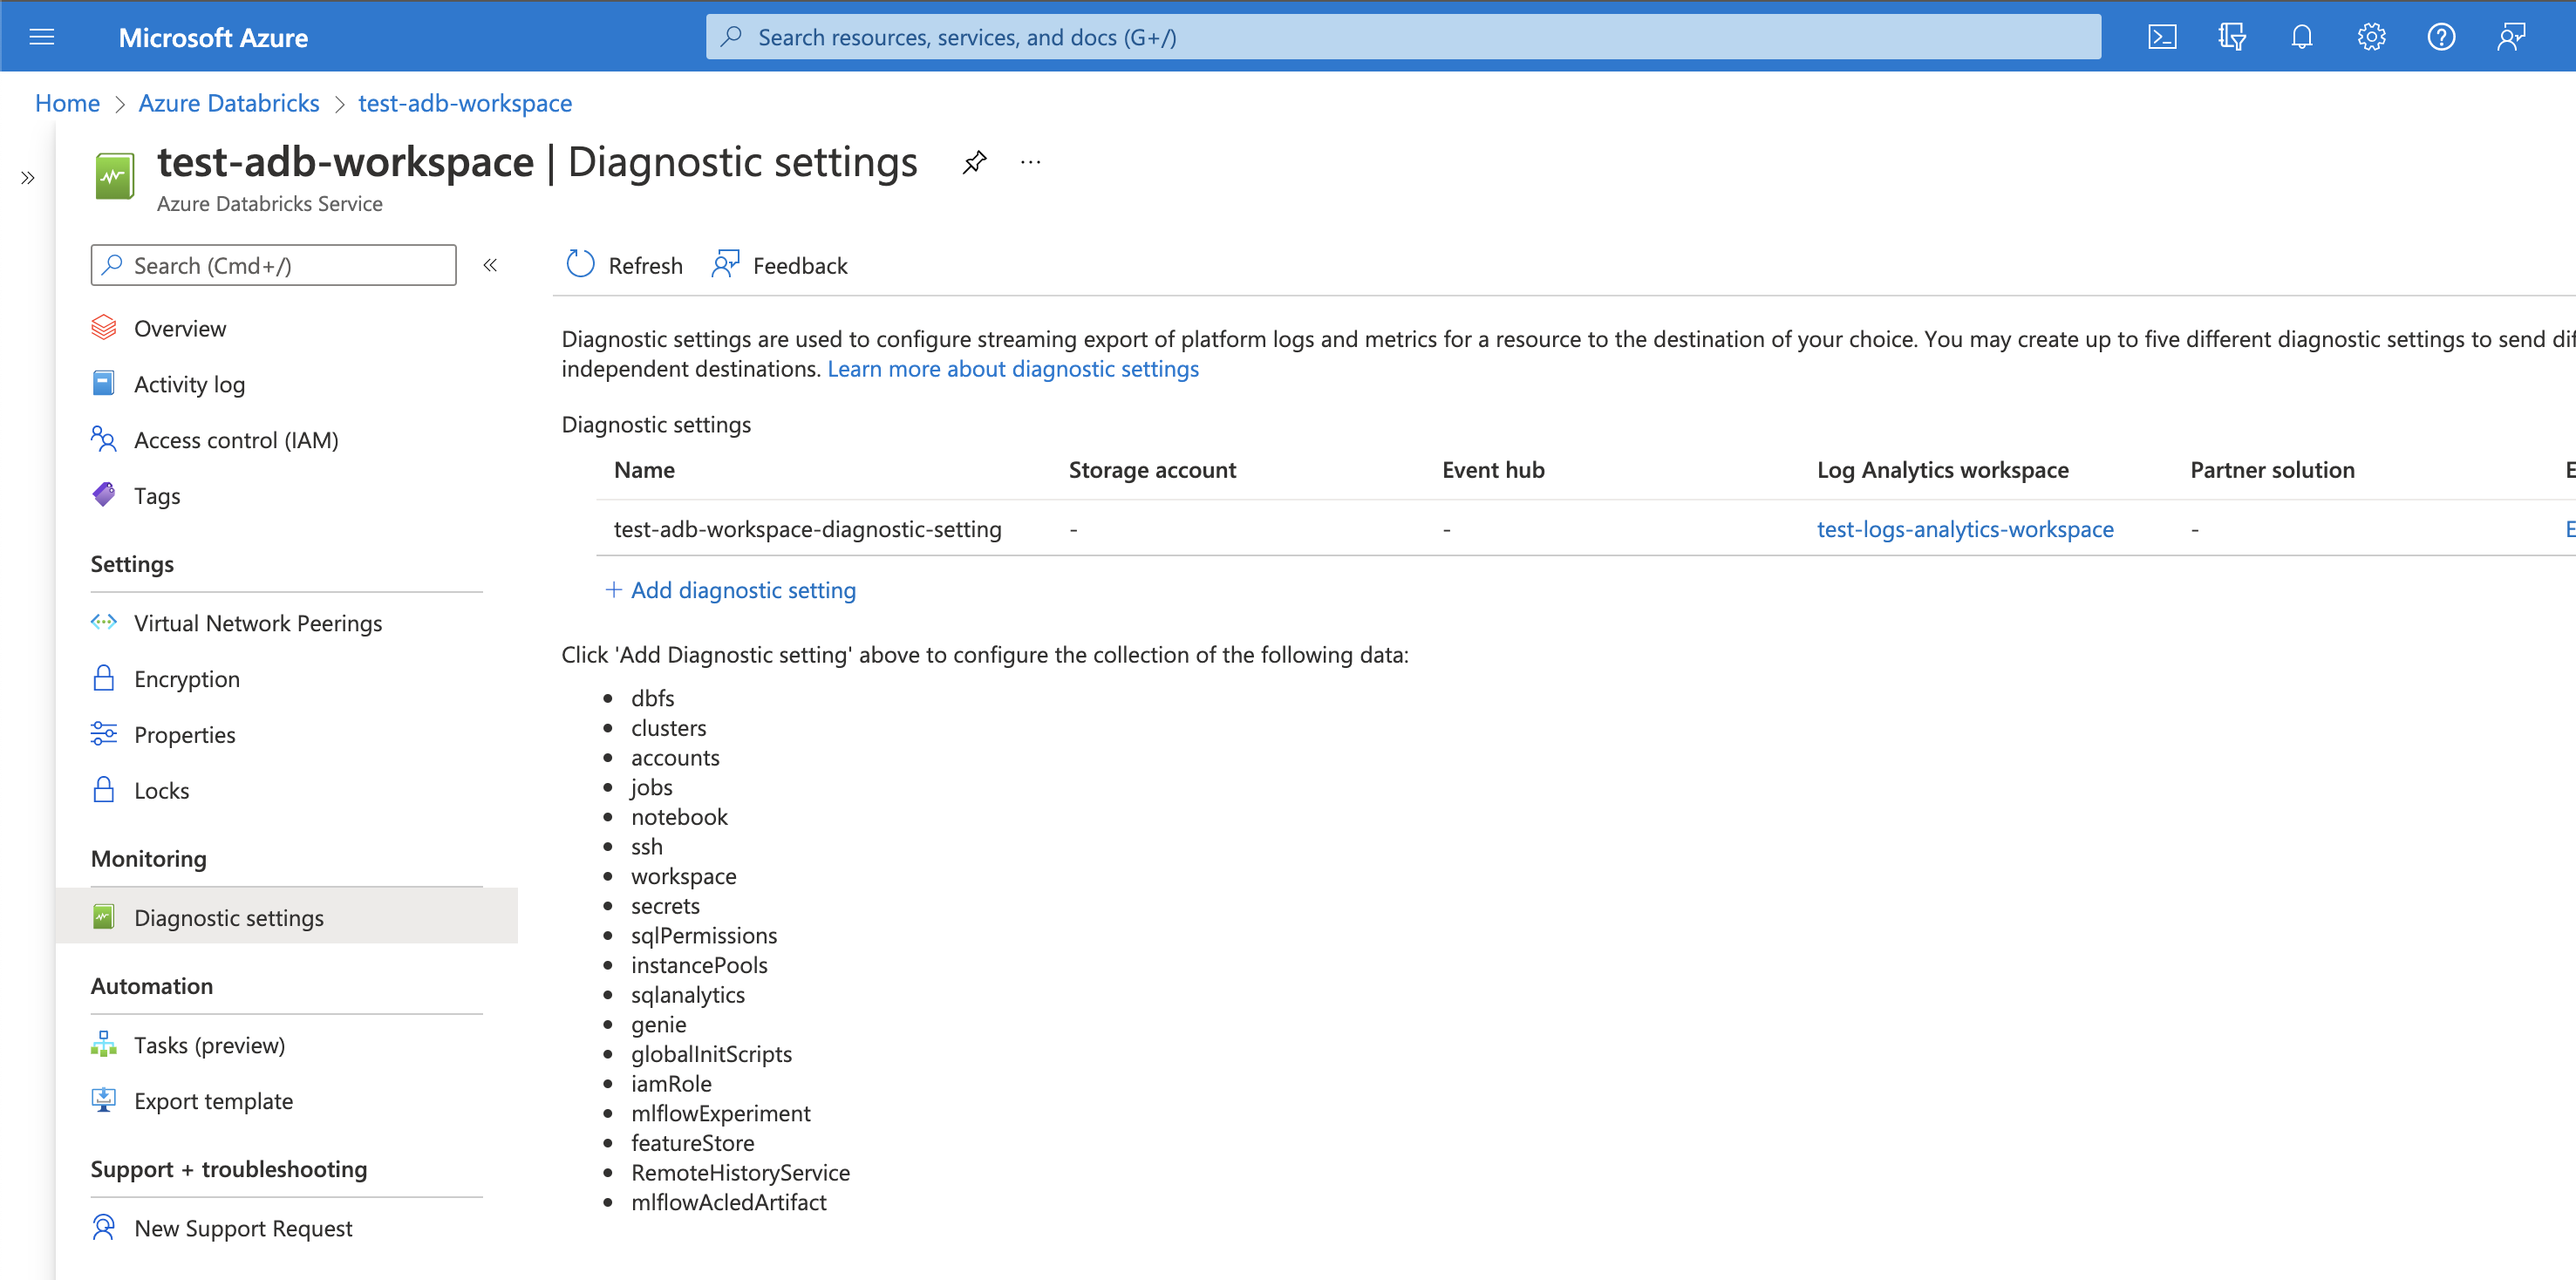 Microsoft Azure
Search resources, services, and docs (G+/)
Home > Azure Databricks > test-adb-workspace
test-adb-workspace | Diagnostic settings
Azure Databricks Service
Search (Cmd+/)
Overview
Activity log
Access control (IAM)
Tags
Settings
Virtual Network Peerings
Encryption
Properties
Locks
Monitoring
Diagnostic settings
Automation
Tasks (preview)
Export template
Support + troubleshooting
New Support Request
Refresh Feedback
Diagnostic settings are used to configure streaming export of platform logs and metrics for a resource to the destination of your choice. You may create up to five different diagnostic settings to send
independent destinations. Learn more about diagnostic settings
Diagnostic settings
Name Storage account Event hub Log Analytics workspace Partner solution
test-adb-workspace-diagnostic-setting - - test-logs-analytics-workspace -
+ Add diagnostic setting
Click 'Add Diagnostic setting' above to configure the collection of the following data:
dbfs
clusters
accounts
jobs
notebook
ssh
workspace
secrets
sqlPermissions
instancePools
sqlanalytics
genie
globalInitScripts
iamRole
mlflowExperiment
featureStore
RemoteHistoryService
mlflowAcledArtifact